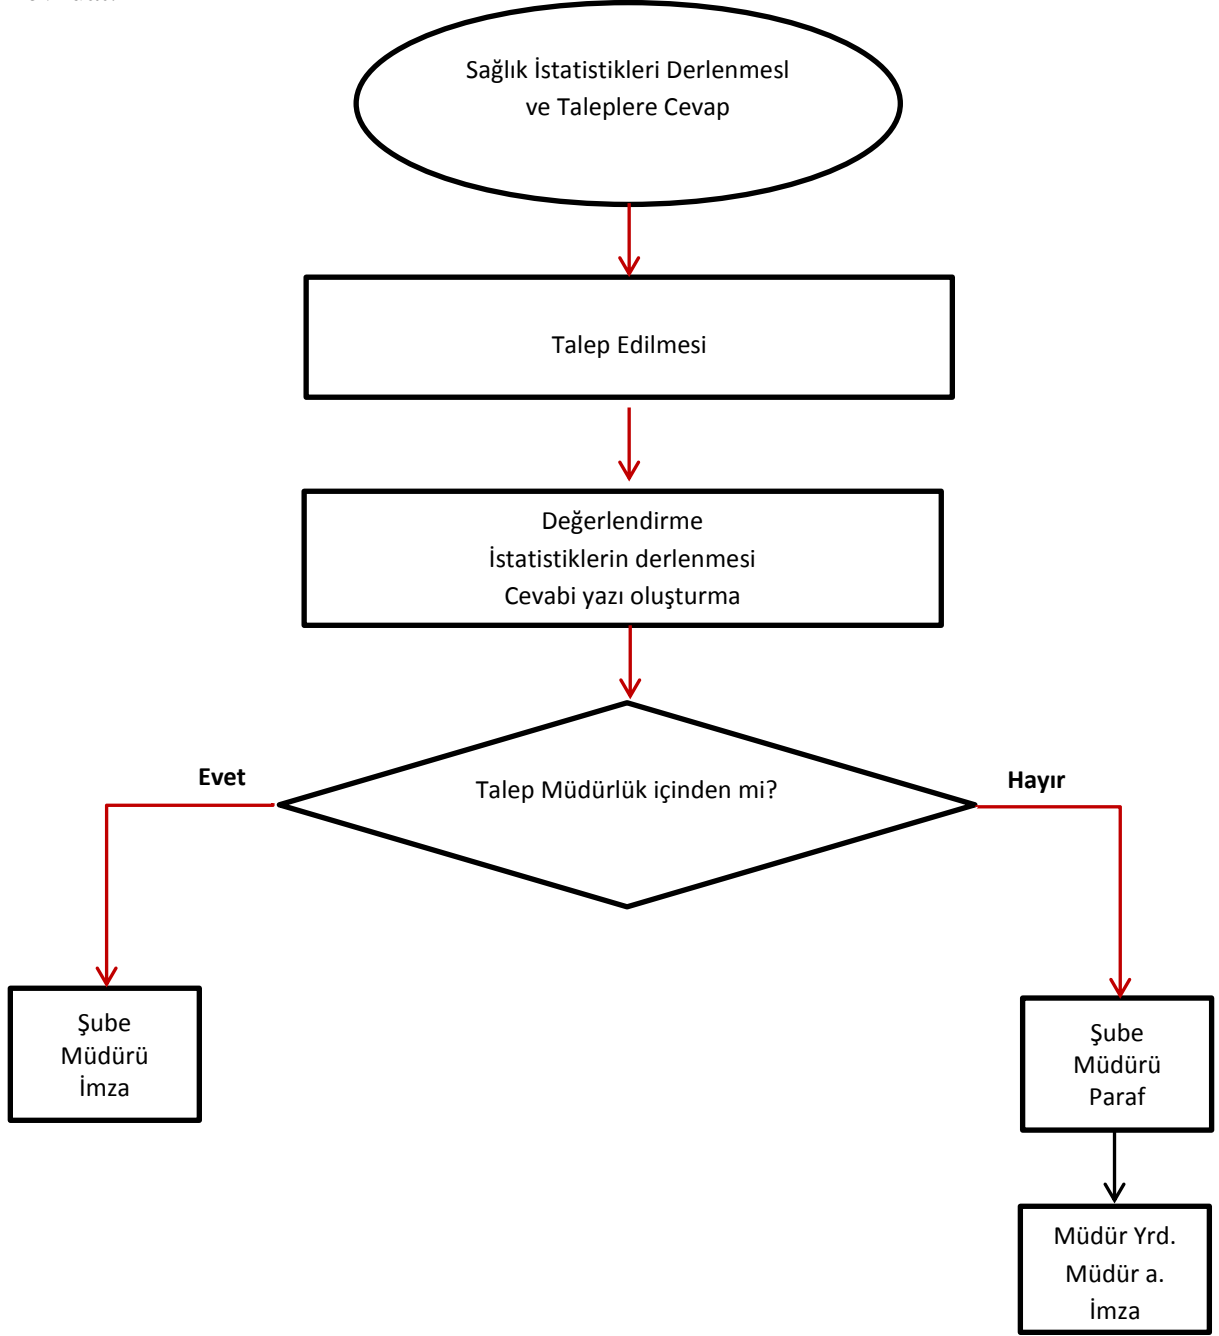 Sağlık İstatistikleri Derlenmesl
ve Taleplere Cevap
Talep Edilmesi
Değerlendirme
İstatistiklerin derlenmesi
Cevabi yazı oluşturma
Talep Müdürlük içinden mi?
Evet
Hayır
Şube
Müdürü
İmza
Şube
Müdürü
Paraf
Müdür Yrd.
Müdür a.
İmza